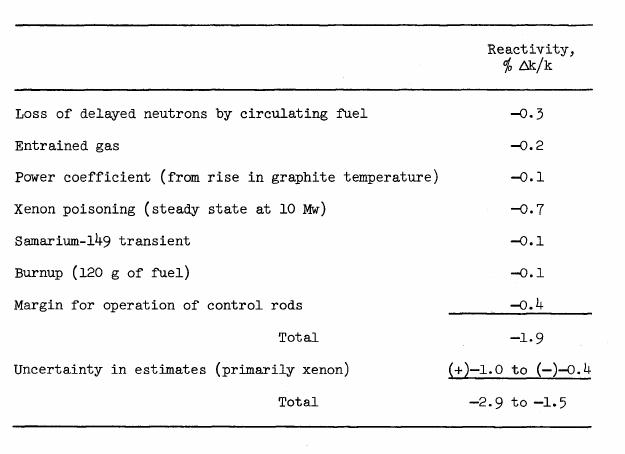 Reactivity,
% Δk/k
Loss of delayed neutrons by circulating fuel −0.3
Entrained gas −0.2
Power coefficient (from rise in graphite temperature) −0.1
Xenon poisoning (steady state at 10 Mw) −0.7
Samarium-149 transient −0.1
Burnup (120 g of fuel) −0.1
Margin for operation of control rods −0.4
Total −1.9
Uncertainty in estimates (primarily xenon) (+)−1.0 to (−)−0.4
Total −2.9 to −1.5